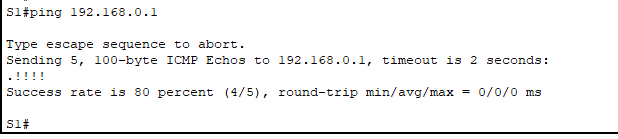 S1#ping 192.168.0.1
Type escape sequence to abort.
Sending 5, 100-byte ICMP Echos to 192.168.0.1, timeout is 2 seconds:
.!!!!
Success rate is 80 percent (4/5), round-trip min/avg/max = 0/0/0 ms
S1#